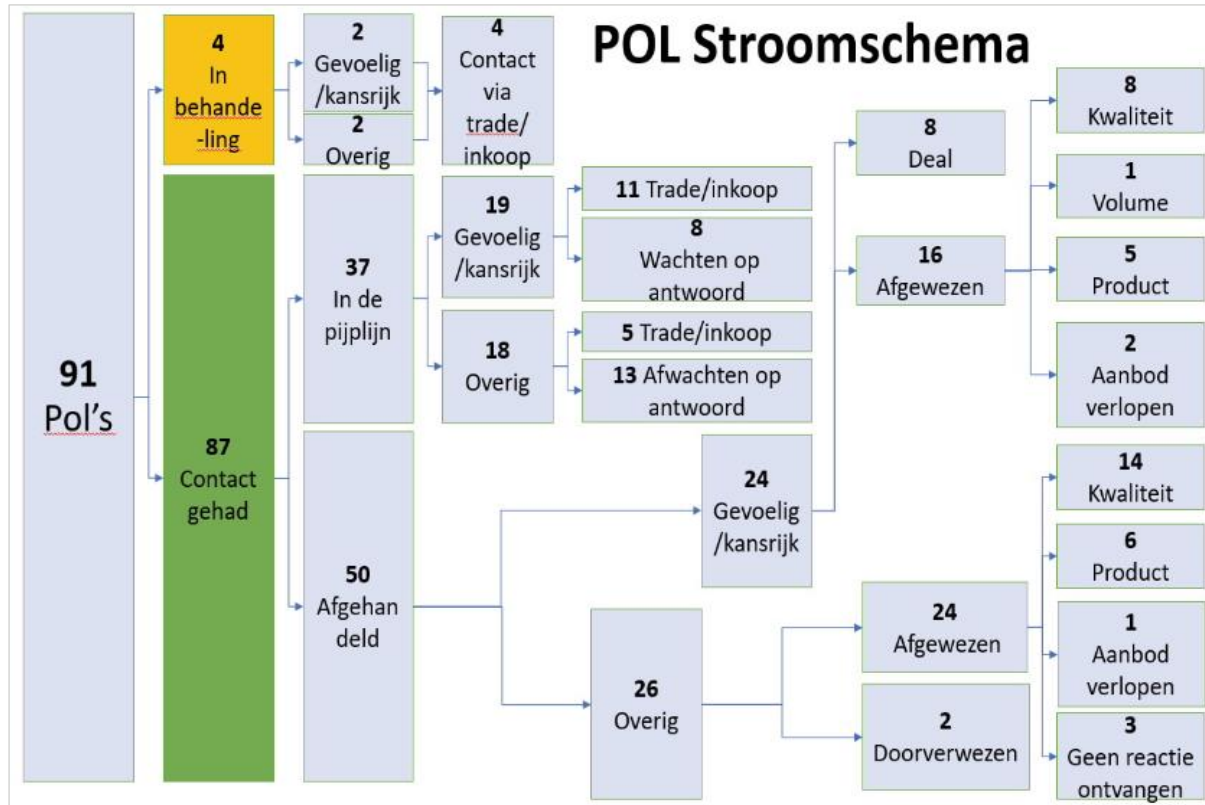 POL Stroomschema
91
Pol's
4
In
behande
-ling
87
Contact
gehad
2
Gevoelig
/kansrijk
2
Overig
4
Contact
via
trade/
inkoop
37
In de
pijplijn
19
Gevoelig
/kansrijk
11 Trade/inkoop
8
Wachten op
antwoord
18
Overig
5 Trade/inkoop
13 Afwachten op
antwoord
50
Afgehan
deld
24
Gevoelig
/kansrijk
8
Deal
16
Afgewezen
8
Kwaliteit
1
Volume
5
Product
2
Aanbod
verlopen
26
Overig
24
Afgewezen
14
Kwaliteit
6
Product
1
Aanbod
verlopen
3
Geen reactie
ontvangen
2
Doorverwezen